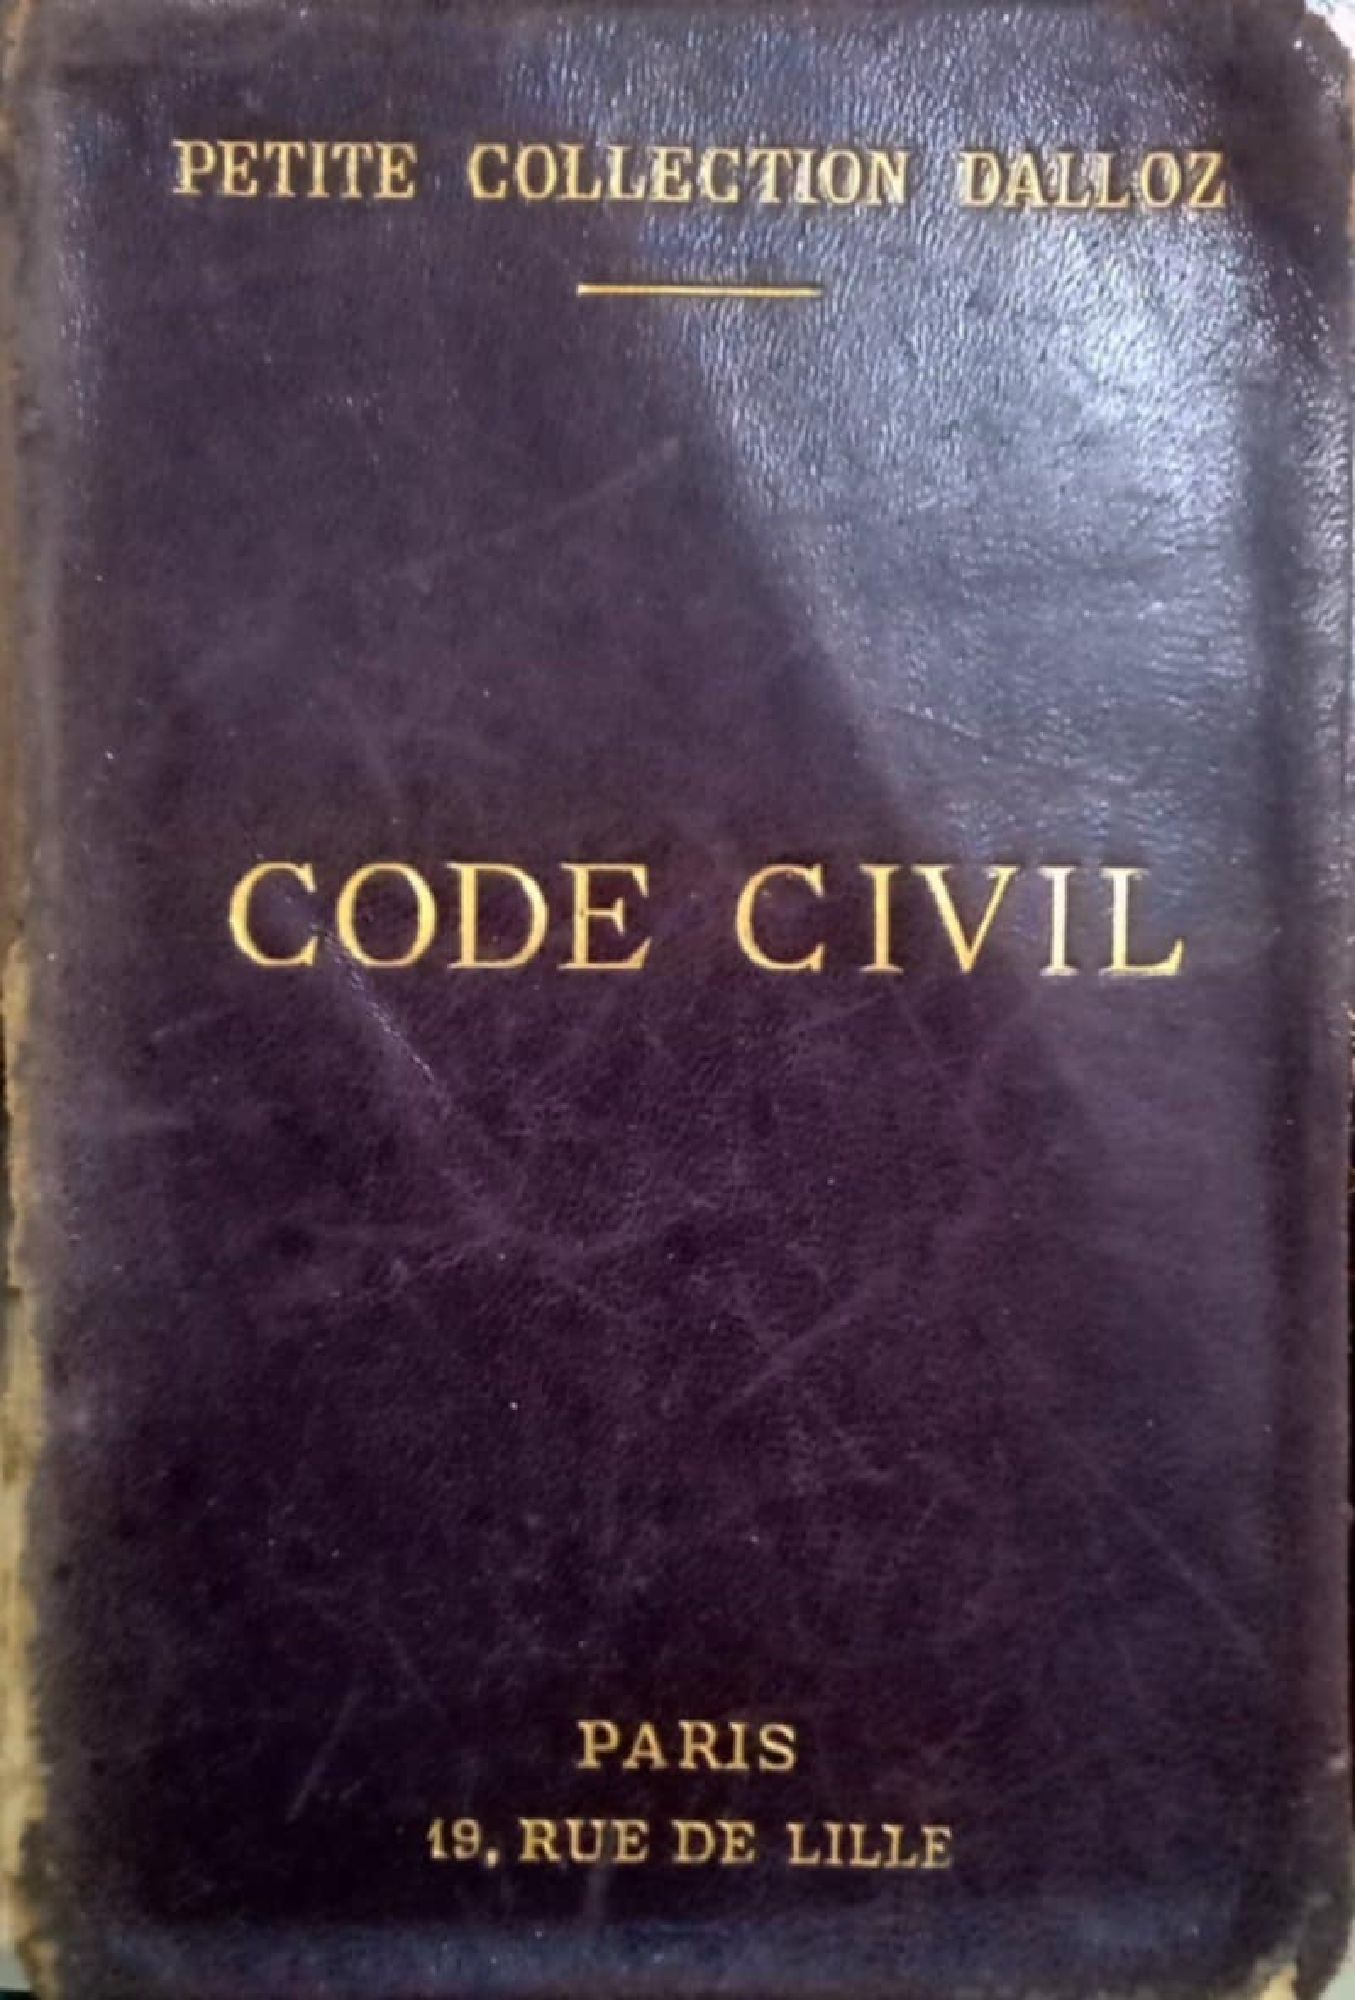 PETITE COLLECTION DALLOZ
CODE CIVIL
PARIS
19, RUE DE LILLE